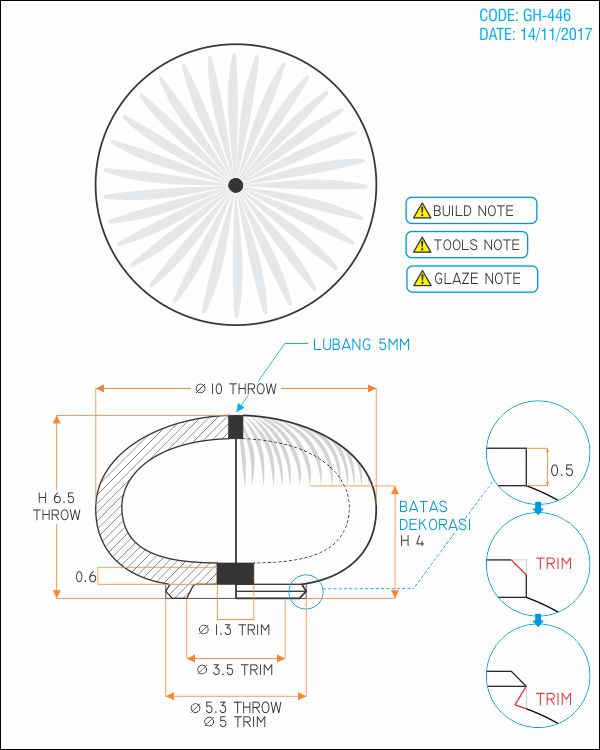 CODE: GH-446
DATE: 14/11/2017
BUILD NOTE
TOOLS NOTE
GLAZE NOTE
LUBANG 5MM
Ø 10 THROW
H 6.5
THROW
BATAS
DEKORASI
H 4
0.5
0.6
TRIM
Ø 1.3 TRIM
Ø 3.5 TRIM
Ø 5.3 THROW
Ø 5 TRIM
TRIM